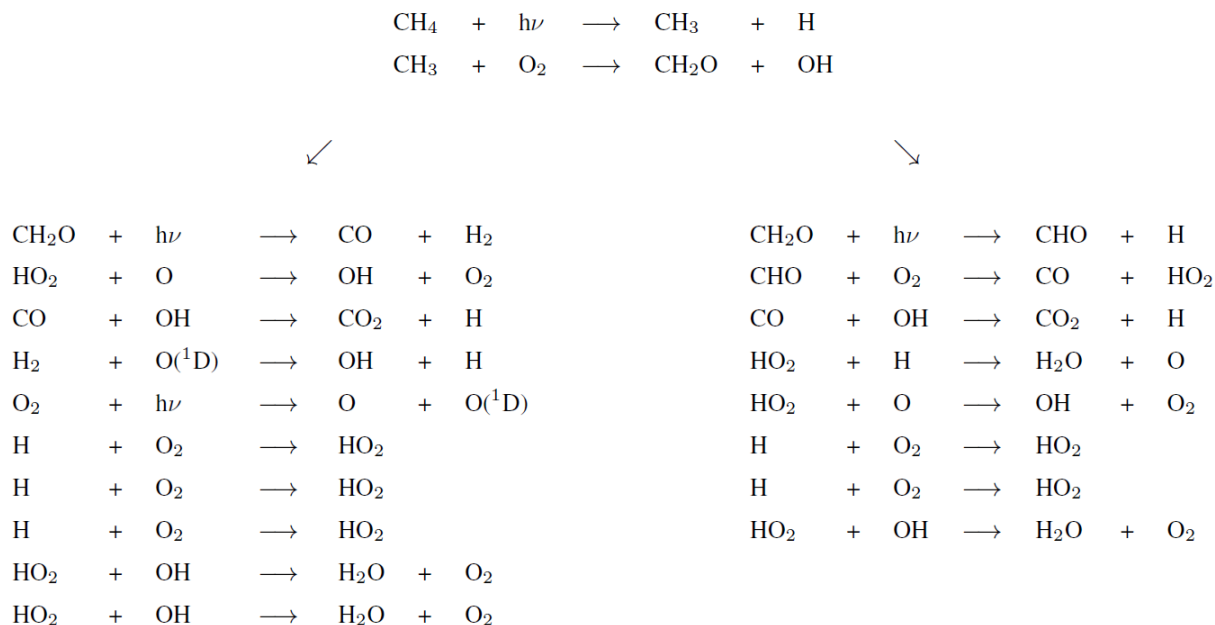 CH₄ + hν ⟶ CH₃ + H
CH₃ + O₂ ⟶ CH₂O + OH
↙ ↘
CH₂O + hν ⟶ CO + H₂
HO₂ + O ⟶ OH + O₂
CO + OH ⟶ CO₂ + H
H₂ + O(¹D) ⟶ OH + H
O₂ + hν ⟶ O + O(¹D)
H + O₂ ⟶ HO₂
H + O₂ ⟶ HO₂
H + O₂ ⟶ HO₂
HO₂ + OH ⟶ H₂O + O₂
HO₂ + OH ⟶ H₂O + O₂
CH₂O + hν ⟶ CHO + H
CHO + O₂ ⟶ CO + HO₂
CO + OH ⟶ CO₂ + H
HO₂ + H ⟶ H₂O + O
HO₂ + O ⟶ OH + O₂
H + O₂ ⟶ HO₂
H + O₂ ⟶ HO₂
HO₂ + OH ⟶ H₂O + O₂